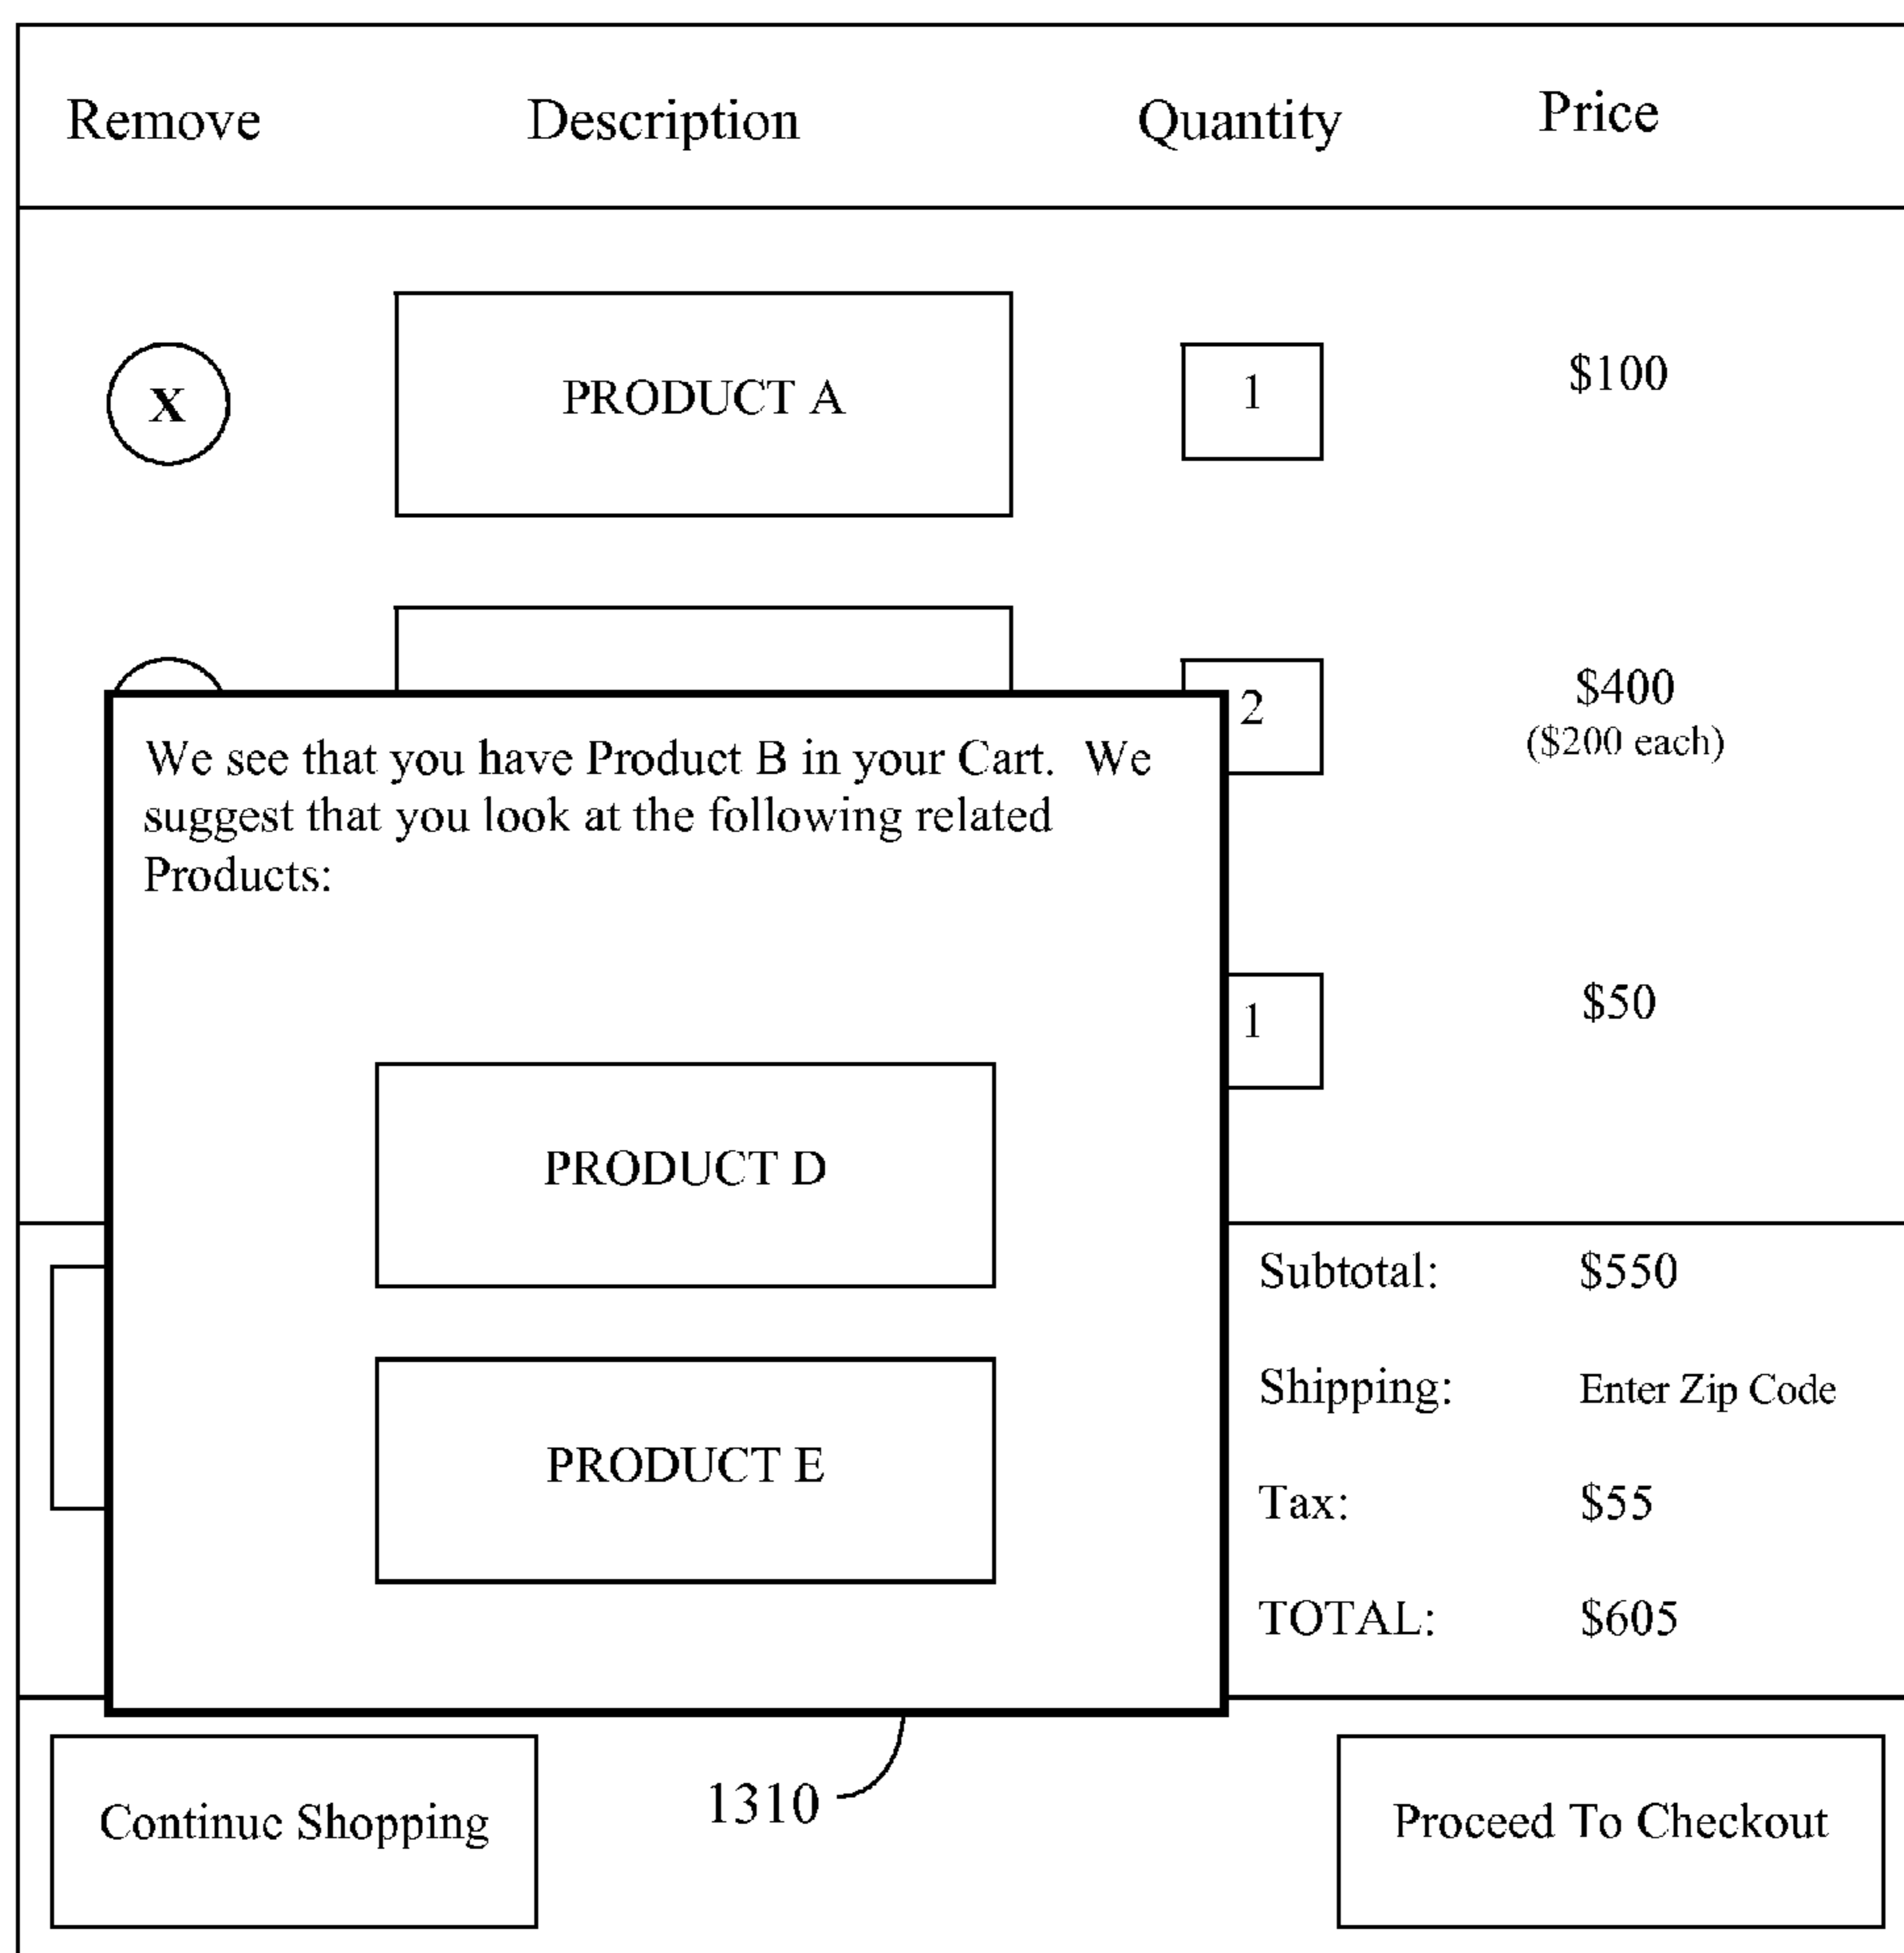 Remove Description Quantity Price
X PRODUCT A 1 $100
2 $400
($200 each)
We see that you have Product B in your Cart. We
suggest that you look at the following related
Products:
1 $50
PRODUCT D
PRODUCT E
Subtotal: $550
Shipping: Enter Zip Code
Tax: $55
TOTAL: $605
Continue Shopping 1310 Proceed To Checkout